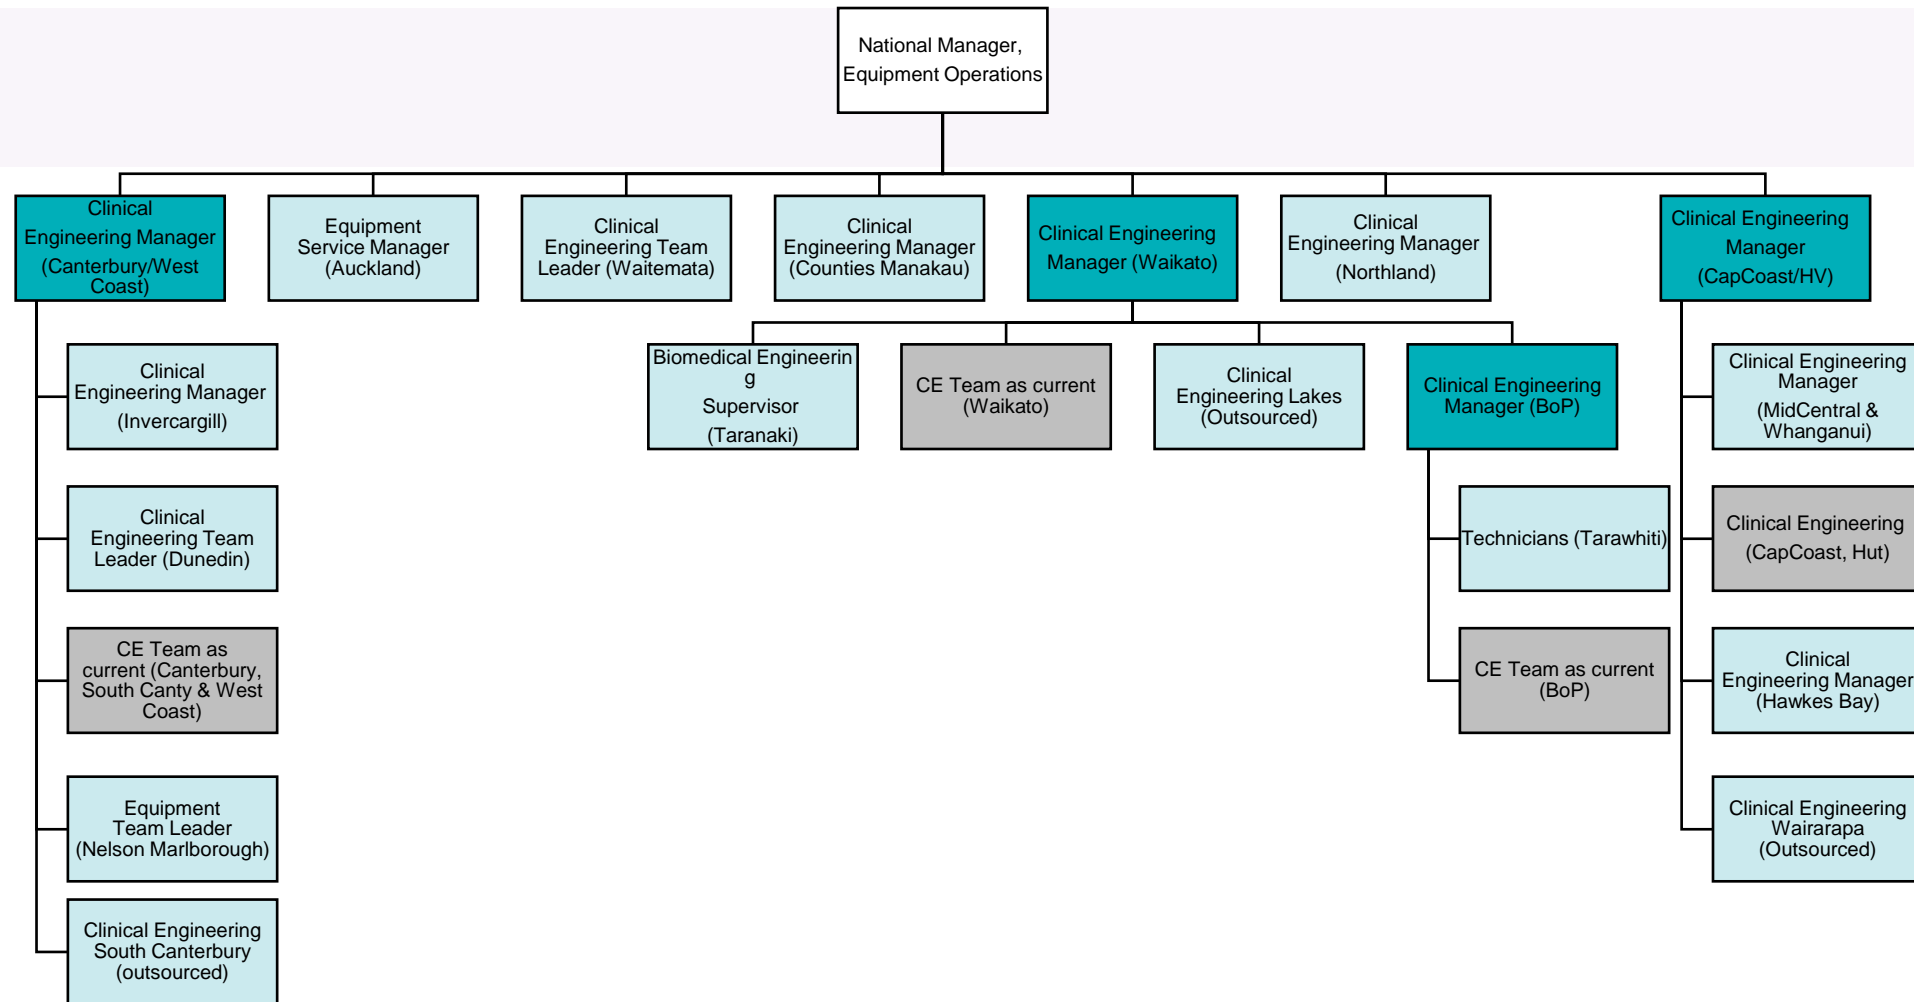 National Manager,
Equipment Operations
Clinical
Engineering Manager
(Canterbury/West
Coast)
Equipment
Service Manager
(Auckland)
Clinical
Engineering Team
Leader (Waitemata)
Clinical
Engineering Manager
(Counties Manakau)
Clinical Engineering
Manager (Waikato)
Clinical
Engineering Manager
(Northland)
Clinical Engineering
Manager
(CapCoast/HV)
Biomedical Engineerin
g
Supervisor
(Taranaki)
CE Team as current
(Waikato)
Clinical
Engineering Lakes
(Outsourced)
Clinical Engineering
Manager (BoP)
Clinical
Engineering Manager
(Invercargill)
Clinical Engineering
Manager
(MidCentral &
Whanganui)
Clinical
Engineering Team
Leader (Dunedin)
Technicians (Tarawhiti)
Clinical Engineering
(CapCoast, Hut)
CE Team as
current (Canterbury,
South Canty & West
Coast)
CE Team as current
(BoP)
Clinical
Engineering Manager
(Hawkes Bay)
Equipment
Team Leader
(Nelson Marlborough)
Clinical Engineering
Wairarapa
(Outsourced)
Clinical Engineering
South Canterbury
(outsourced)